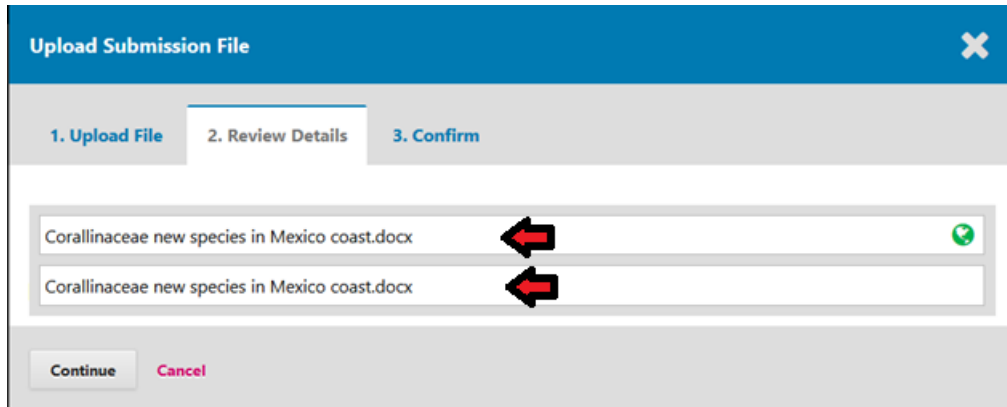 Upload Submission File
1. Upload File 2. Review Details 3. Confirm
Corallinaceae new species in Mexico coast.docx
Corallinaceae new species in Mexico coast.docx
Continue Cancel